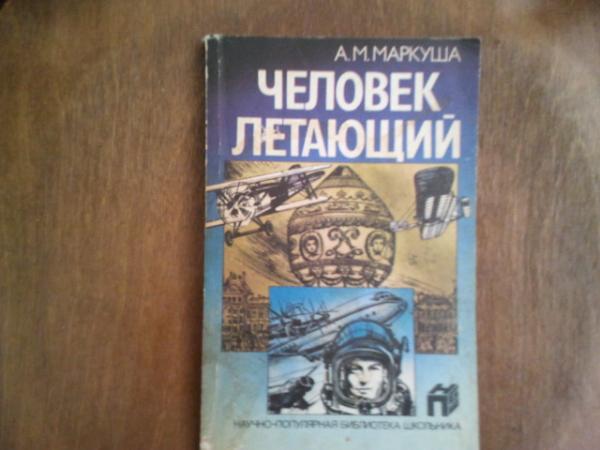 А.М. МАРКУША
ЧЕЛОВЕК
ЛЕТАЮЩИЙ
НАУЧНО-ПОПУЛЯРНАЯ БИБЛИОТЕКА ШКОЛЬНИКА